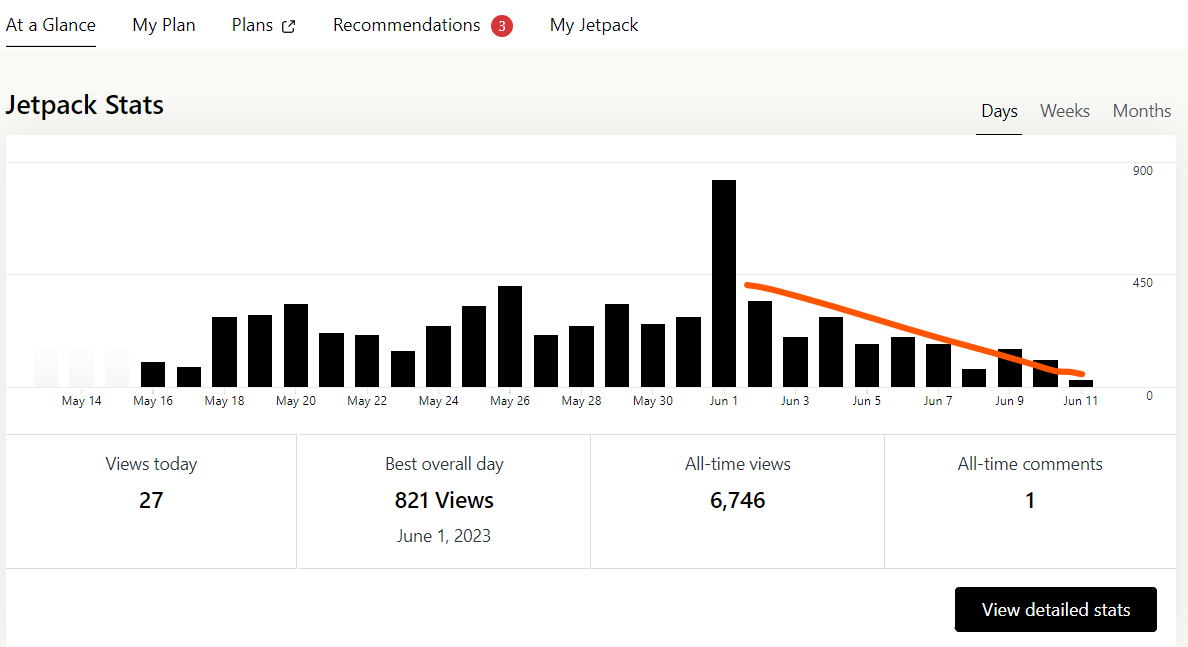 At a Glance My Plan Plans Recommendations 3 My Jetpack
Jetpack Stats
Days Weeks Months
900
450
0
May 14 May 16 May 18 May 20 May 22 May 24 May 26 May 28 May 30 Jun 1 Jun 3 Jun 5 Jun 7 Jun 9 Jun 11
Views today Best overall day All-time views All-time comments
27 821 Views 6,746 1
June 1, 2023
View detailed stats